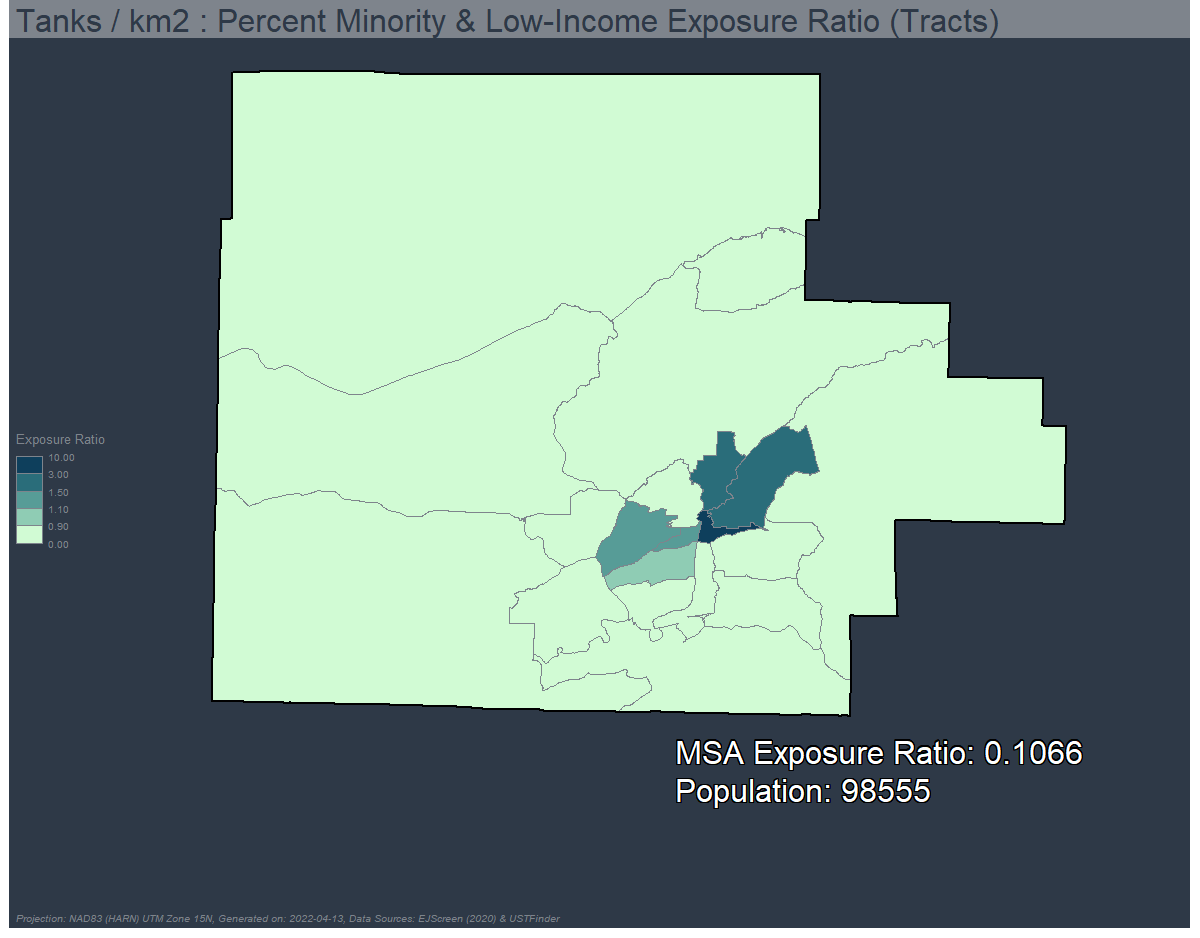 Tanks / km2 : Percent Minority & Low-Income Exposure Ratio (Tracts)
Exposure Ratio
10.00
3.00
1.50
1.10
0.90
0.00
MSA Exposure Ratio: 0.1066
Population: 98555
Projection: NAD83 (HARN) UTM Zone 15N, Generated on: 2022-04-13, Data Sources: EJScreen (2020) & USTFinder